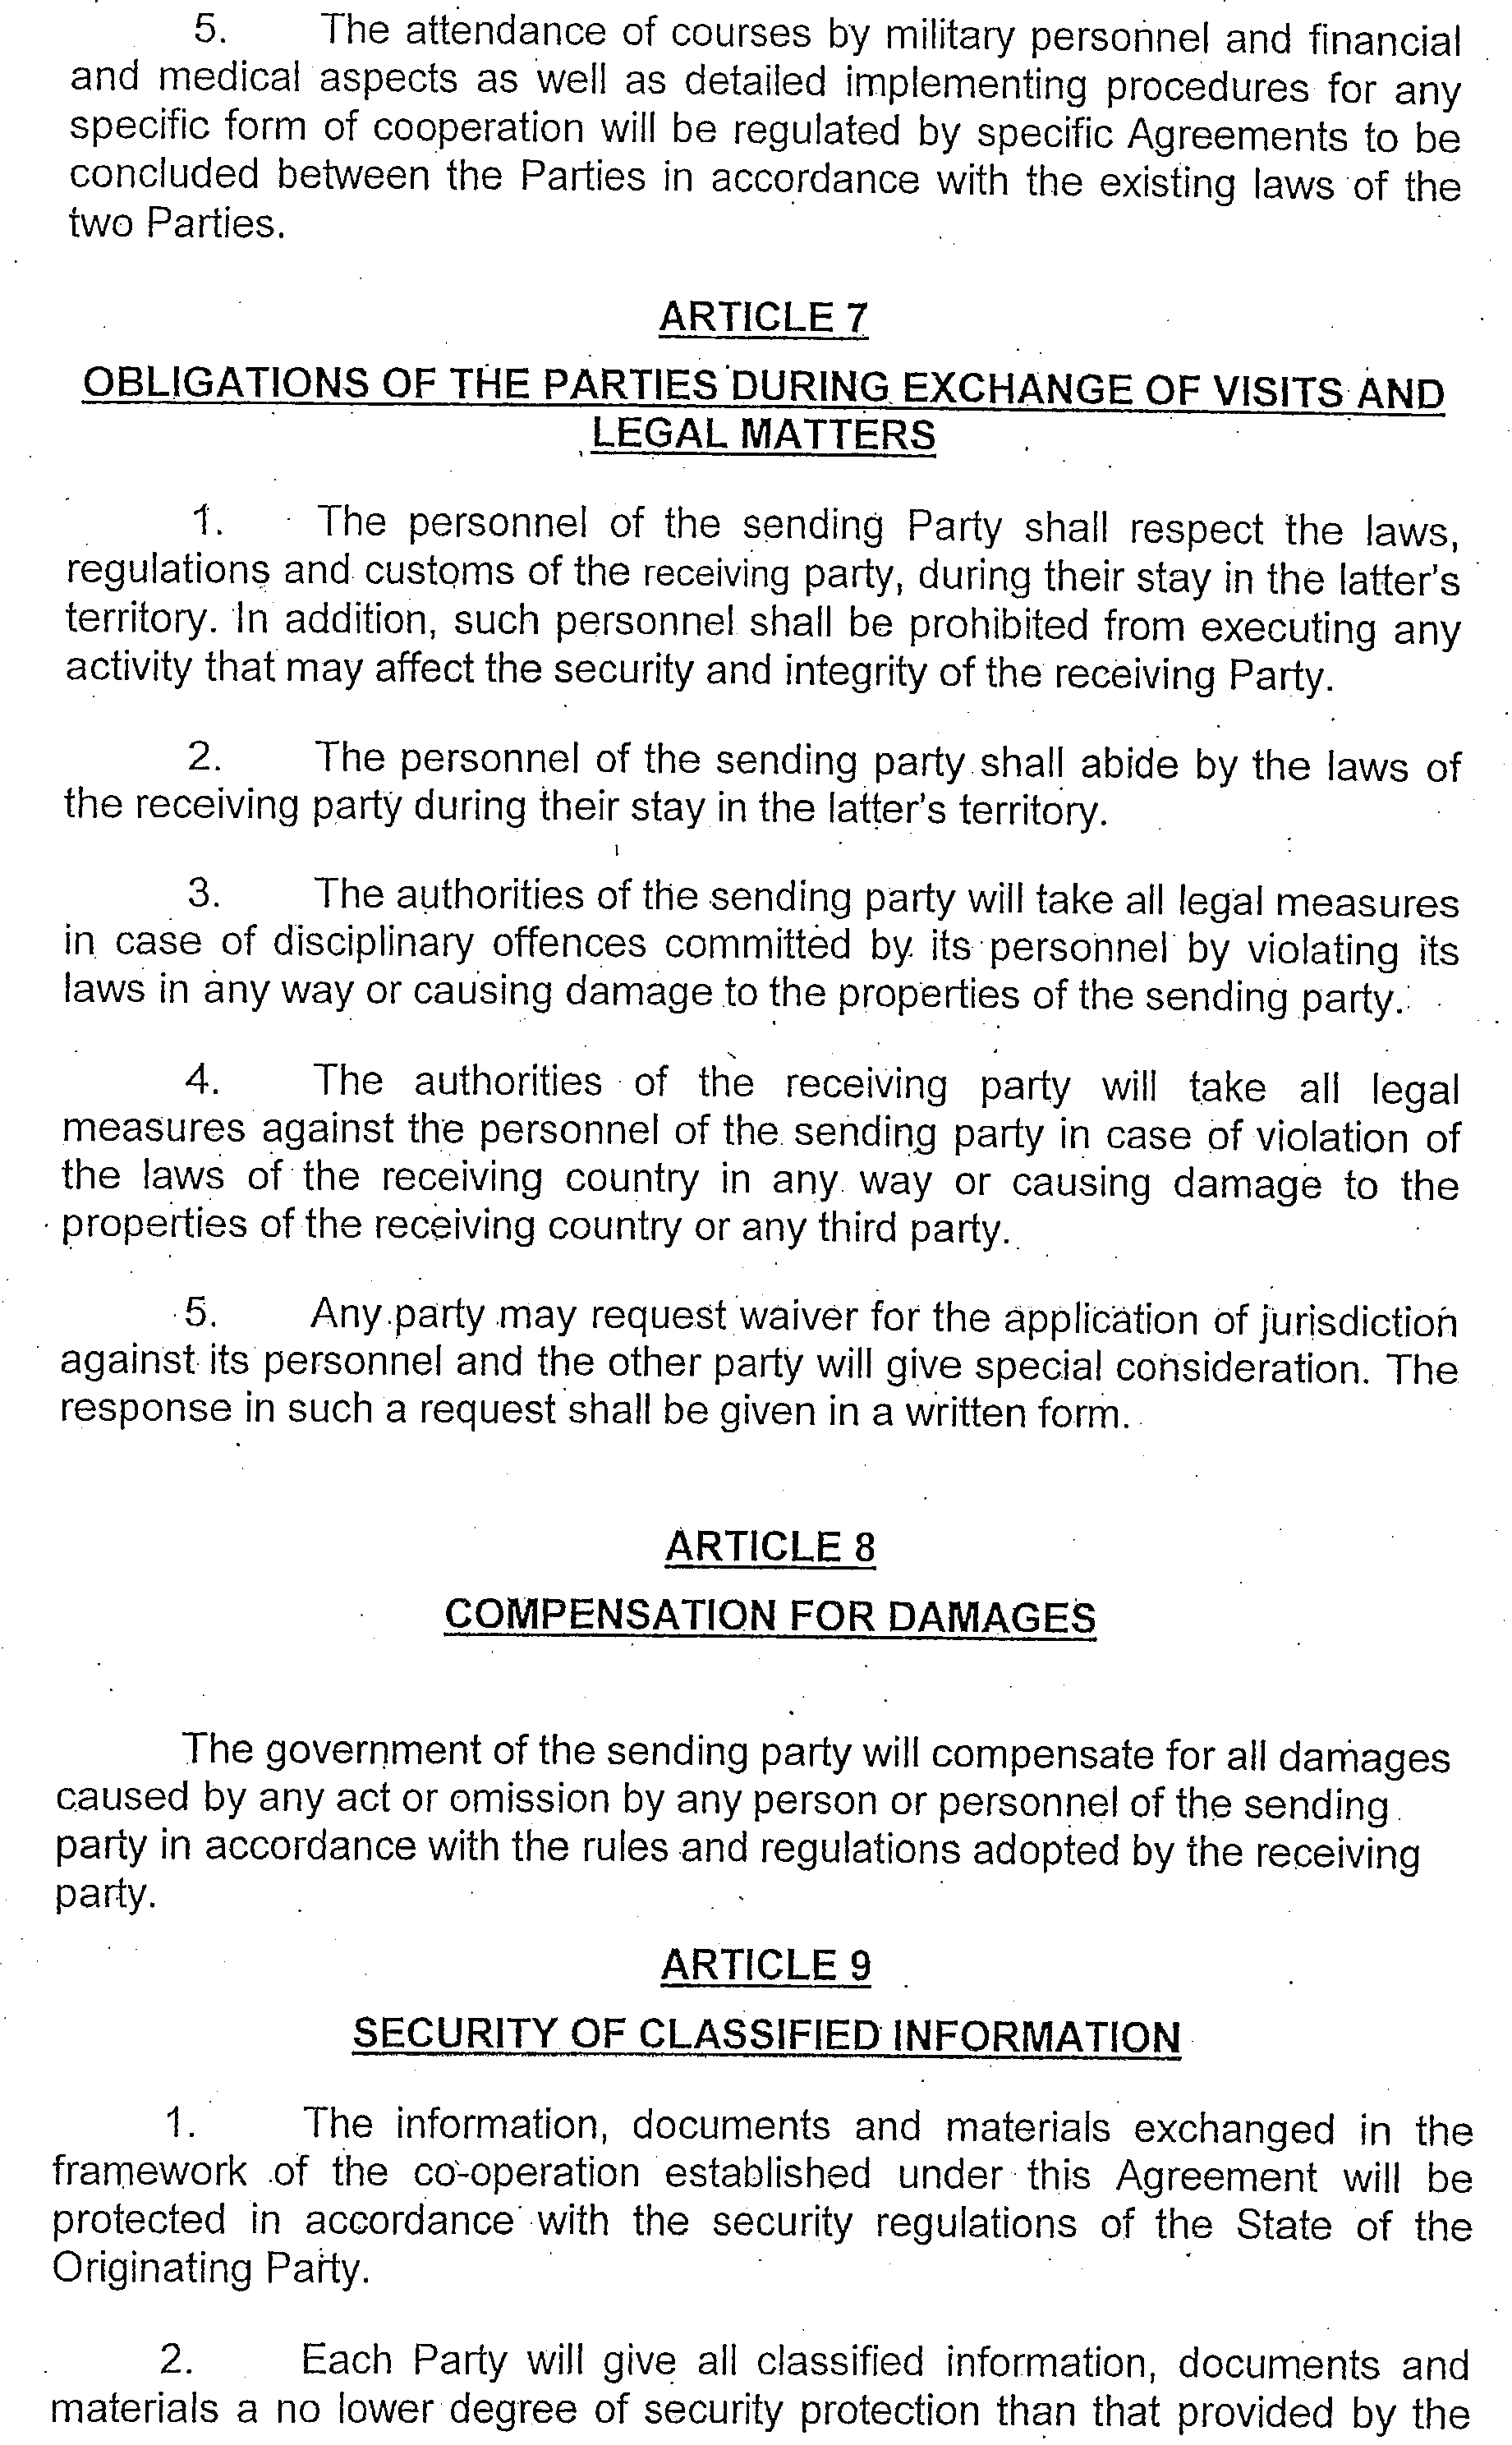 5. The attendance of courses by military personnel and financial
and medical aspects as well as detailed implementing procedures for any
specific form of cooperation will be regulated by specific Agreements to be
concluded between the Parties in accordance with the existing laws of the
two Parties.
ARTICLE 7
OBLIGATIONS OF THE PARTIES DURING EXCHANGE OF VISITS AND
LEGAL MATTERS
1. The personnel of the sending Party shall respect the laws,
regulations and customs of the receiving party, during their stay in the latter's
territory. In addition, such personnel shall be prohibited from executing any
activity that may affect the security and integrity of the receiving Party.
2. The personnel of the sending party shall abide by the laws of
the receiving party during their stay in the latter's territory.
3. The authorities of the sending party will take all legal measures
in case of disciplinary offences committed by its personnel by violating its
laws in any way or causing damage to the properties of the sending party.
4. The authorities of the receiving party will take all legal
measures against the personnel of the sending party in case of violation of
the laws of the receiving country in any way or causing damage to the
properties of the receiving country or any third party.
5. Any party may request waiver for the application of jurisdiction
against its personnel and the other party will give special consideration. The
response in such a request shall be given in a written form.
ARTICLE 8
COMPENSATION FOR DAMAGES
The government of the sending party will compensate for all damages
caused by any act or omission by any person or personnel of the sending
party in accordance with the rules and regulations adopted by the receiving
party.
ARTICLE 9
SECURITY OF CLASSIFIED INFORMATION
1. The information, documents and materials exchanged in the
framework of the co-operation established under this Agreement will be
protected in accordance with the security regulations of the State of the
Originating Party.
2. Each Party will give all classified information, documents and
materials a no lower degree of security protection than that provided by the